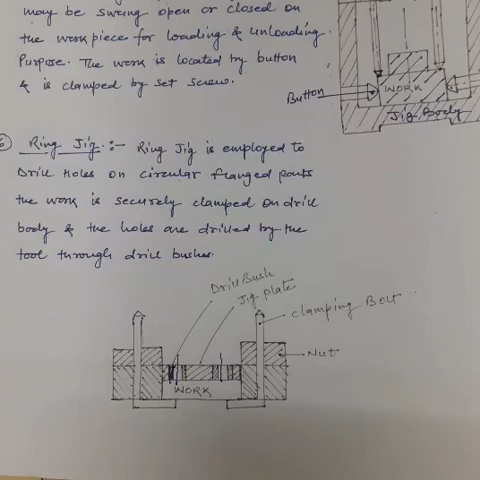 may be swing open or closed on
the workpiece for loading & unloading
Purpose. The work is located by button
& is clamped by set screw.
Button
WORK
Jig Body
Ring Jig :- Ring Jig is employed to
Drill Holes on circular flanged parts
the work is securely clamped on drill
body & the holes are drilled by the
tool through drill bushes.
Drill Bush
Jig plate
clamping Bolt
Nut
WORK